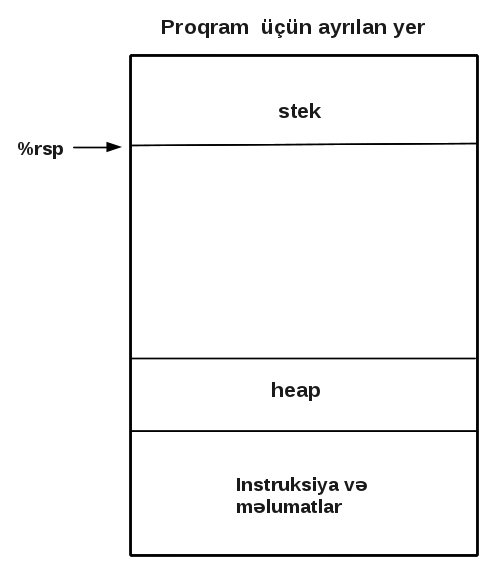 Proqram üçün ayrılan yer
stek
%rsp
heap
Instruksiya və
məlumatlar